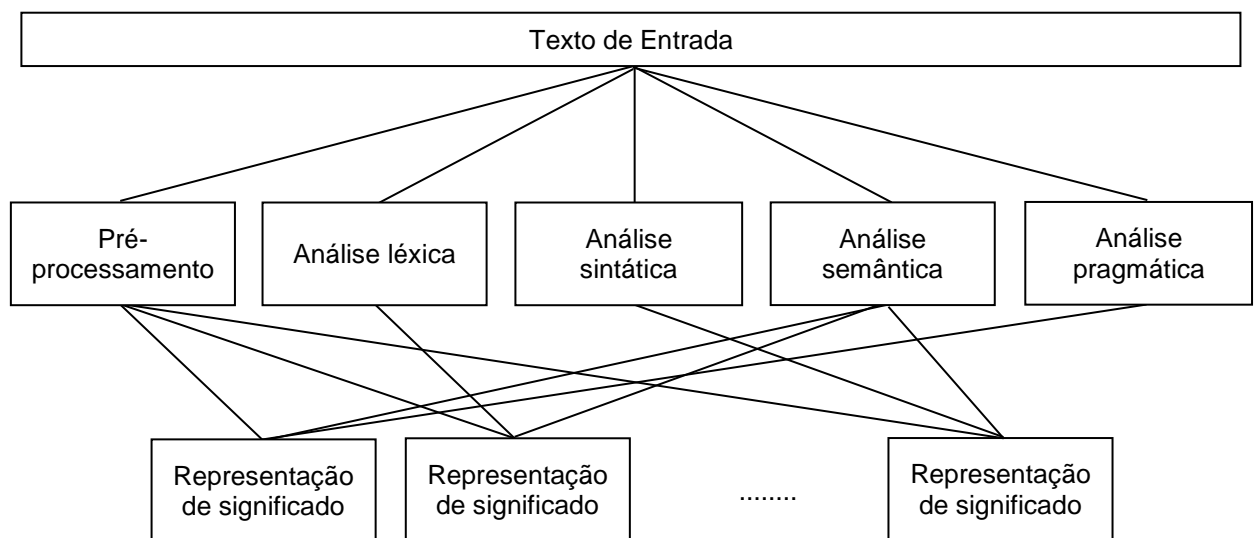 Texto de Entrada
Pré-
processamento
Análise léxica
Análise
sintática
Análise
semântica
Análise
pragmática
Representação
de significado
Representação
de significado
........
Representação
de significado